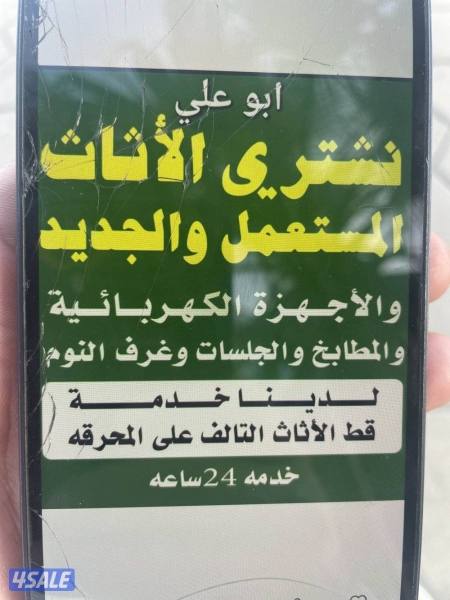 ابو علي
نشتري الأثاث
المستعمل والجديد
والأجهزة الكهربائية
والمطابخ والجلسات وغرف النوم
لدينا خدمة
قط الأثاث التالف على المحرقه
خدمه 24ساعه
4SALE